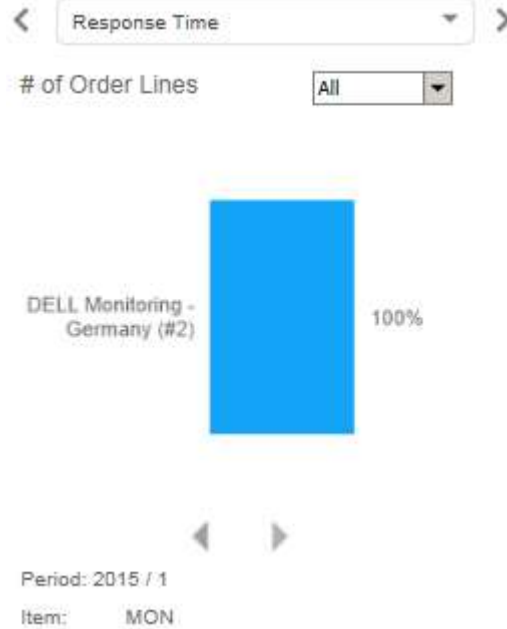 Response Time
# of Order Lines
All
DELL Monitoring -
Germany (#2)
100%
Period: 2015 / 1
Item: MON